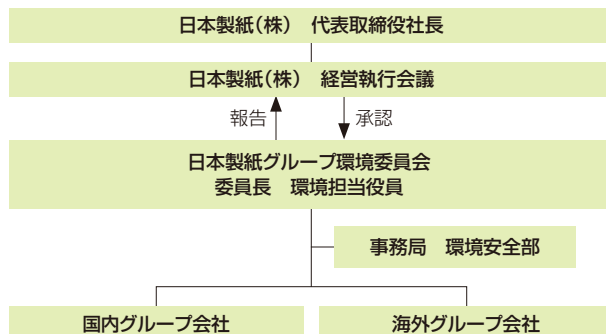 日本製紙(株)　代表取締役社長
日本製紙(株)　経営執行会議
報告
承認
日本製紙グループ環境委員会
委員長　環境担当役員
事務局　環境安全部
国内グループ会社
海外グループ会社